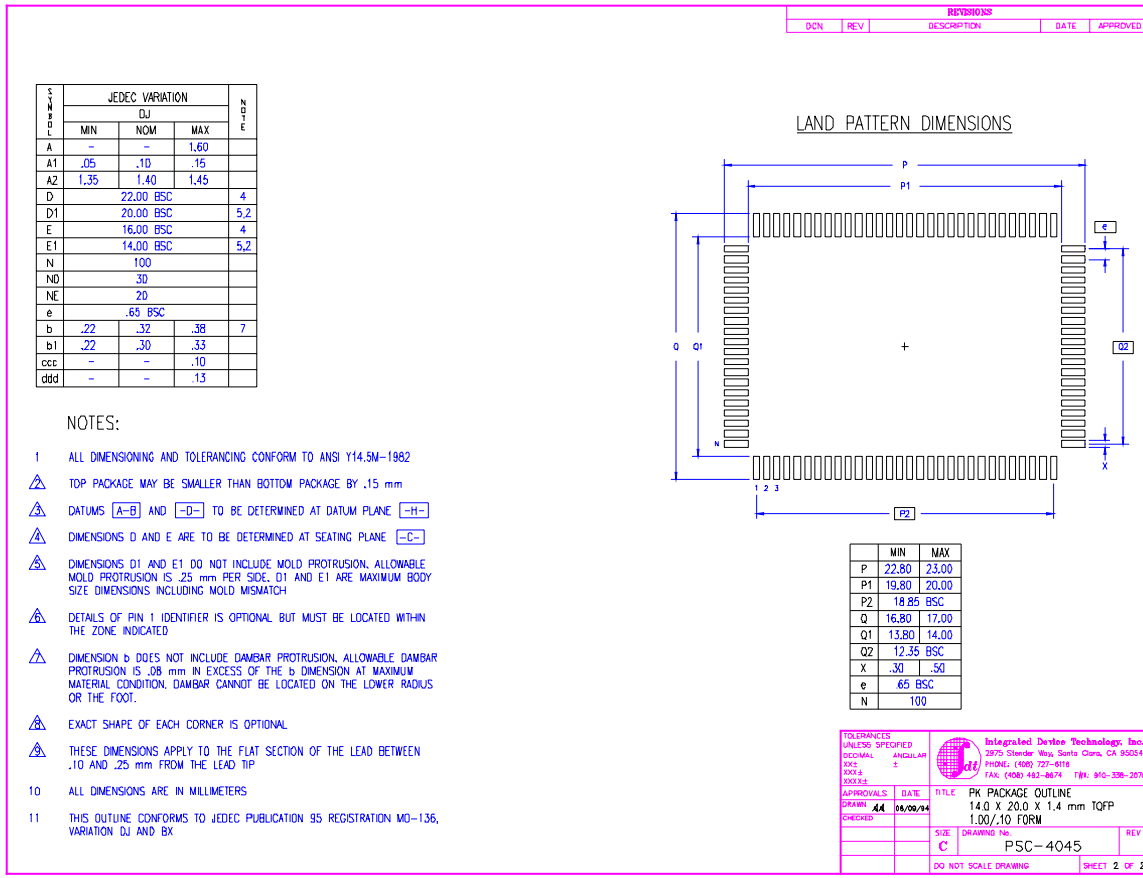 REVISIONS
DCN REV DESCRIPTION DATE APPROVED
SYMBOL JEDEC VARIATION NOTE
DJ
MIN NOM MAX
A – – 1.60
A1 .05 .10 .15
A2 1.35 1.40 1.45
D 22.00 BSC 4
D1 20.00 BSC 5,2
E 16.00 BSC 4
E1 14.00 BSC 5,2
N 100
ND 30
NE 20
e .65 BSC
b .22 .32 .38 7
b1 .22 .30 .33
ccc – – .10
ddd – – .13
LAND PATTERN DIMENSIONS
P
P1
e
Q Q1 Q2
N
X
1 2 3
P2
MIN MAX
P 22.80 23.00
P1 19.80 20.00
P2 18.85 BSC
Q 16.80 17.00
Q1 13.80 14.00
Q2 12.35 BSC
X .30 .50
e .65 BSC
N 100
NOTES:
1 ALL DIMENSIONING AND TOLERANCING CONFORM TO ANSI Y14.5M–1982
2 TOP PACKAGE MAY BE SMALLER THAN BOTTOM PACKAGE BY .15 mm
3 DATUMS A–B AND –D– TO BE DETERMINED AT DATUM PLANE –H–
4 DIMENSIONS D AND E ARE TO BE DETERMINED AT SEATING PLANE –C–
5 DIMENSIONS D1 AND E1 DO NOT INCLUDE MOLD PROTRUSION. ALLOWABLE
MOLD PROTRUSION IS .25 mm PER SIDE. D1 AND E1 ARE MAXIMUM BODY
SIZE DIMENSIONS INCLUDING MOLD MISMATCH
6 DETAILS OF PIN 1 IDENTIFIER IS OPTIONAL BUT MUST BE LOCATED WITHIN
THE ZONE INDICATED
7 DIMENSION b DOES NOT INCLUDE DAMBAR PROTRUSION. ALLOWABLE DAMBAR
PROTRUSION IS .08 mm IN EXCESS OF THE b DIMENSION AT MAXIMUM
MATERIAL CONDITION. DAMBAR CANNOT BE LOCATED ON THE LOWER RADIUS
OR THE FOOT.
8 EXACT SHAPE OF EACH CORNER IS OPTIONAL
9 THESE DIMENSIONS APPLY TO THE FLAT SECTION OF THE LEAD BETWEEN
.10 AND .25 mm FROM THE LEAD TIP
10 ALL DIMENSIONS ARE IN MILLIMETERS
11 THIS OUTLINE CONFORMS TO JEDEC PUBLICATION 95 REGISTRATION MO–136,
VARIATION DJ AND BX
TOLERANCES
UNLESS SPECIFIED
DECIMAL ANGULAR
XX± ±
XXX±
XXXX±
idt
Integrated Device Technology, Inc.
2975 Stender Way, Santa Clara, CA 95054
PHONE: (408) 727–6116
FAX: (408) 492–8674 TWX: 910–338–2070
APPROVALS DATE
DRAWN AA 06/09/94
CHECKED
TITLE PK PACKAGE OUTLINE
14.0 X 20.0 X 1.4 mm TQFP
1.00/.10 FORM
SIZE C
DRAWING No. PSC–4045
REV
DO NOT SCALE DRAWING SHEET 2 OF 2